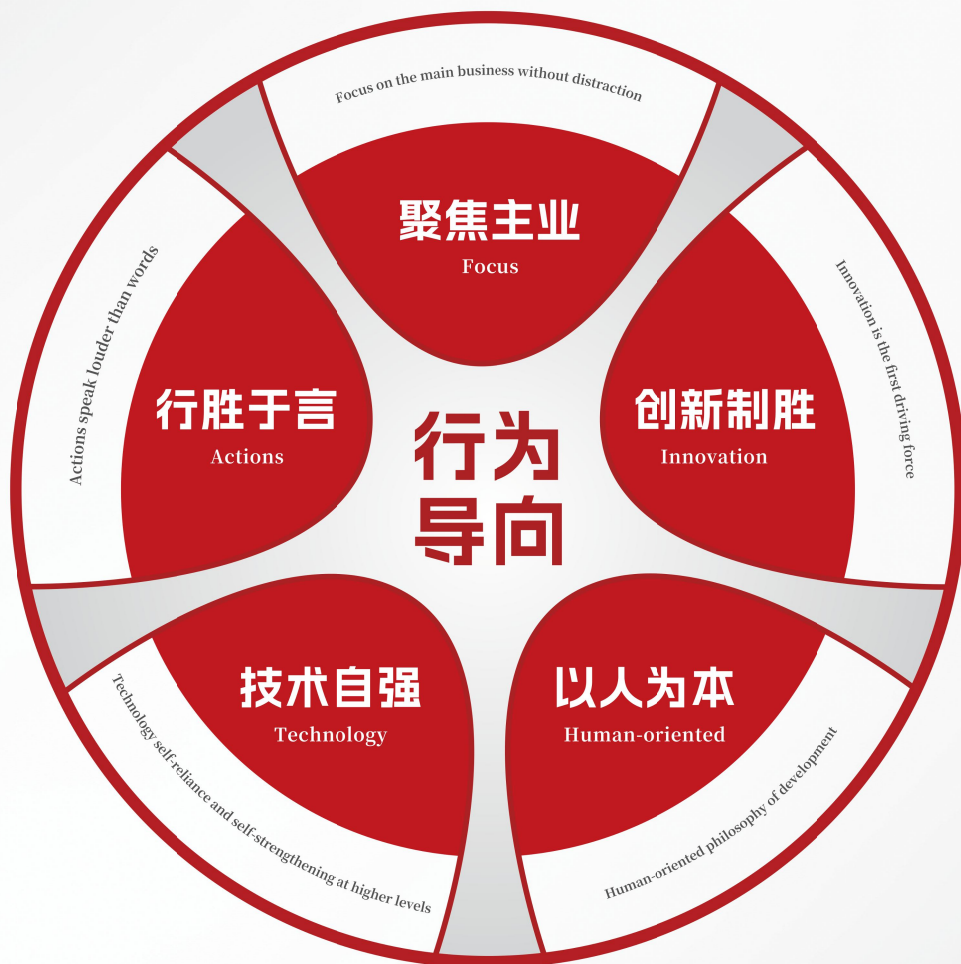 Focus on the main business without distraction
聚焦主业
Focus
Innovation is the first driving force
创新制胜
Innovation
Human-oriented philosophy of development
以人为本
Human-oriented
Technology self-reliance and self-strengthening at higher levels
技术自强
Technology
Actions speak louder than words
行胜于言
Actions
行为
导向